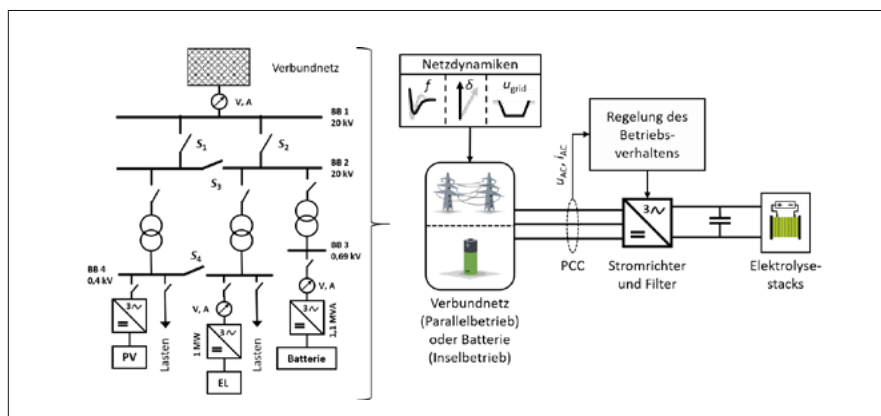 Verbundnetz
V, A
BB 1
20 kV
S1
S2
BB 2
20 kV
S3
BB 3
0,69 kV
BB 4
0,4 kV
S4
V, A
V, A
3
3
3
1 MW
1,1 MVA
PV
Lasten
EL
Lasten
Batterie
Netzdynamiken
f
δ
ugrid
Verbundnetz
(Parallelbetrieb)
oder Batterie
(Inselbetrieb)
uAC, iAC
PCC
Regelung des
Betriebs-
verhaltens
3
Stromrichter
und Filter
Elektrolyse-
stacks